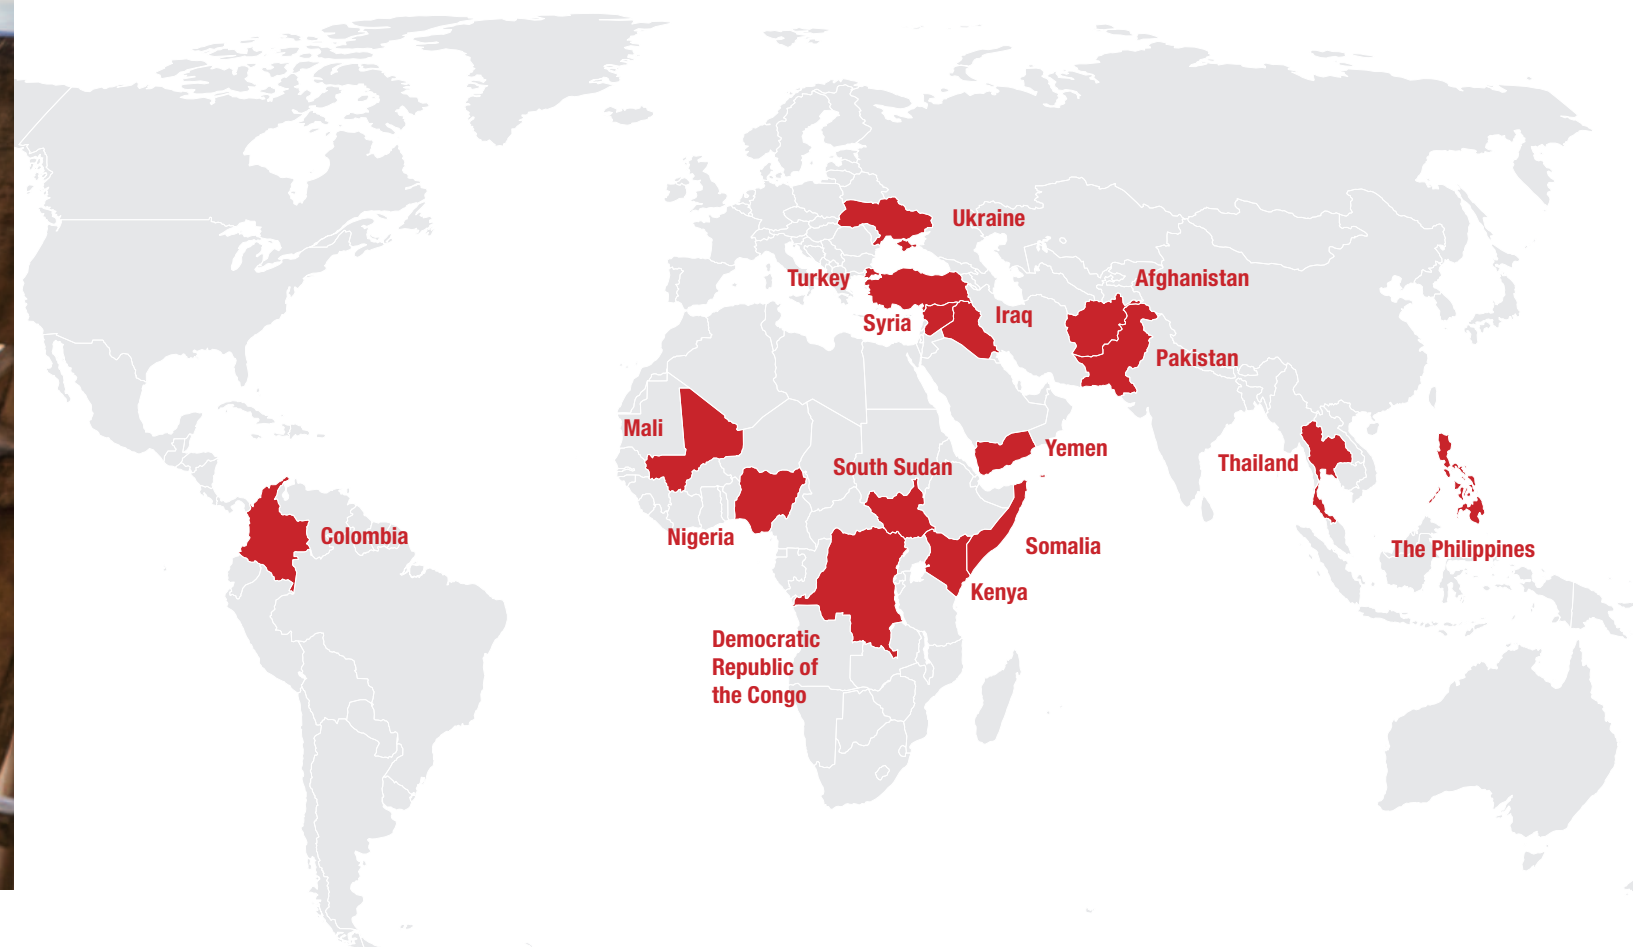 Ukraine
Turkey
Afghanistan
Syria
Iraq
Pakistan
Mali
Yemen
South Sudan
Thailand
Nigeria
Colombia
Somalia
The Philippines
Kenya
Democratic
Republic of
the Congo